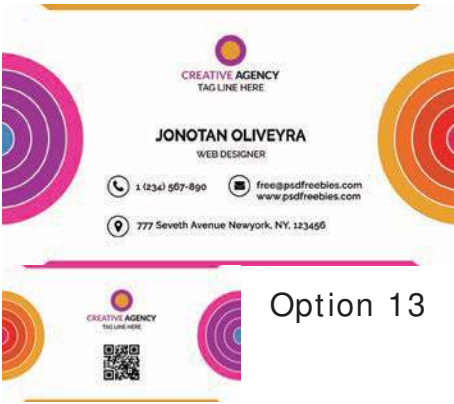 CREATIVE AGENCY
TAG LINE HERE
JONOTAN OLIVEYRA
WEB DESIGNER
1 (234) 567-890
free@psdfreebies.com
www.psdfreebies.com
777 Seveth Avenue Newyork, NY, 123456
CREATIVE AGENCY
TAG LINE HERE
Option 13